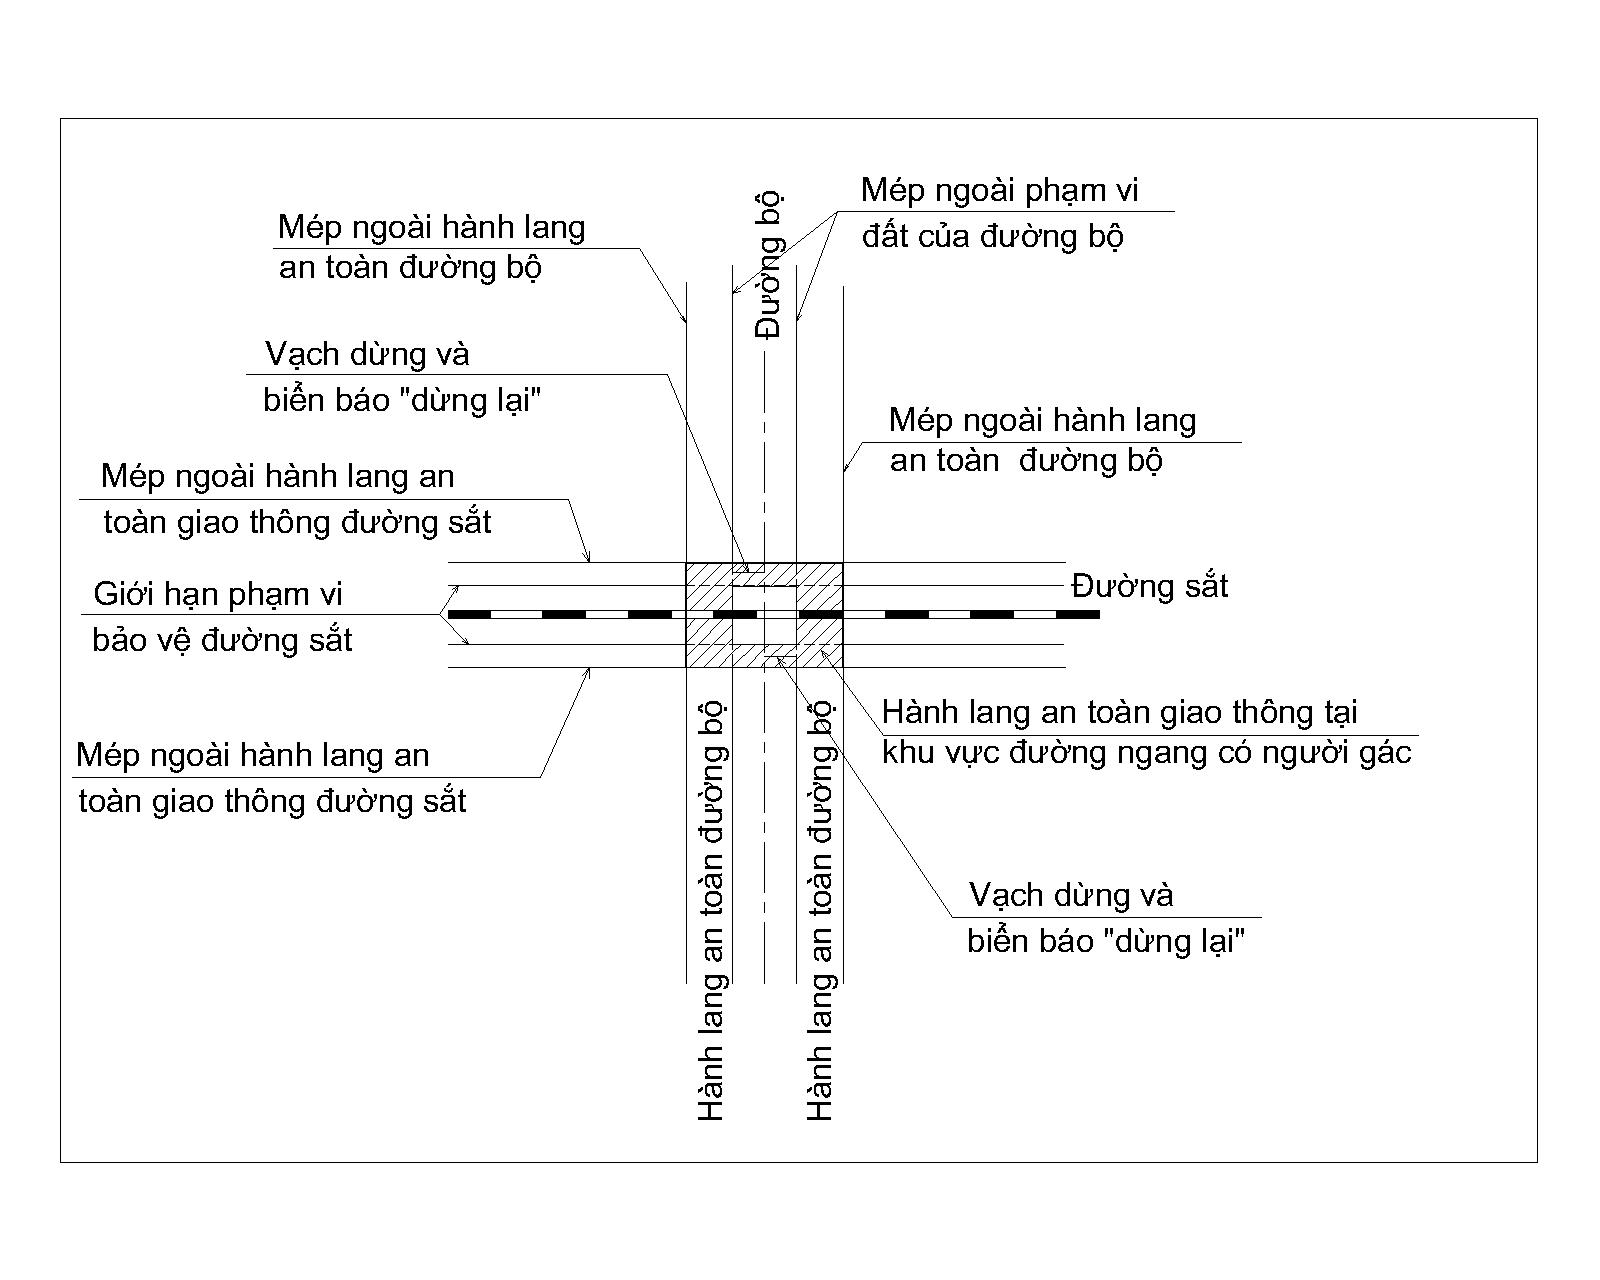 Mép ngoài phạm vi
đất của đường bộ
Đường bộ
Mép ngoài hành lang
an toàn đường bộ
Vạch dừng và
biển báo "dừng lại"
Mép ngoài hành lang
an toàn  đường bộ
Mép ngoài hành lang an
toàn giao thông đường sắt
Đường sắt
Giới hạn phạm vi
bảo vệ đường sắt
Hành lang an toàn giao thông tại
khu vực đường ngang có người gác
Mép ngoài hành lang an
toàn giao thông đường sắt
Hành lang an toàn đường bộ
Hành lang an toàn đường bộ
Vạch dừng và
biển báo "dừng lại"